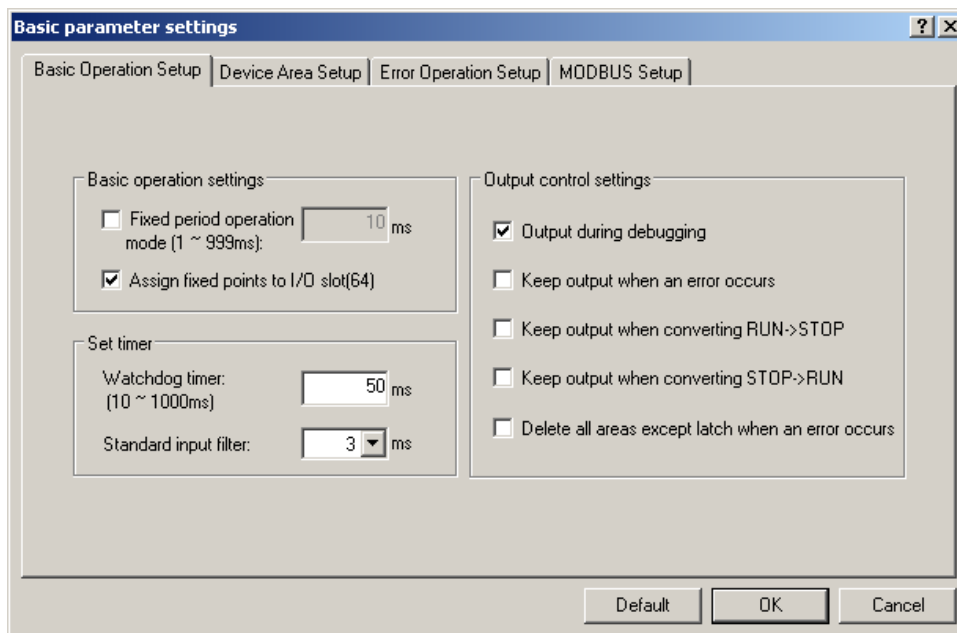 Basic parameter settings
Basic Operation Setup Device Area Setup Error Operation Setup MODBUS Setup
Basic operation settings
Fixed period operation 10 ms
mode (1 ~ 999ms):
Assign fixed points to I/O slot(64)
Set timer
Watchdog timer: 50 ms
(10 ~ 1000ms)
Standard input filter: 3 ms
Output control settings
Output during debugging
Keep output when an error occurs
Keep output when converting RUN->STOP
Keep output when converting STOP->RUN
Delete all areas except latch when an error occurs
Default OK Cancel